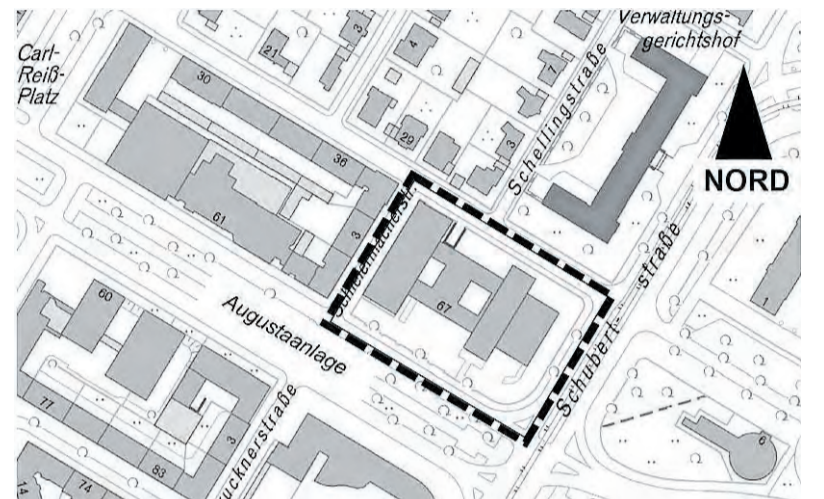 Verwaltungs-
gerichtshof
Carl-
Reiß-
Platz
21
3
4
7
30
NORD
29
3
Schellingstraße
36
61
3
67
Schubert-
straße
1
60
Augustaanlage
77
3
83
6
14
74